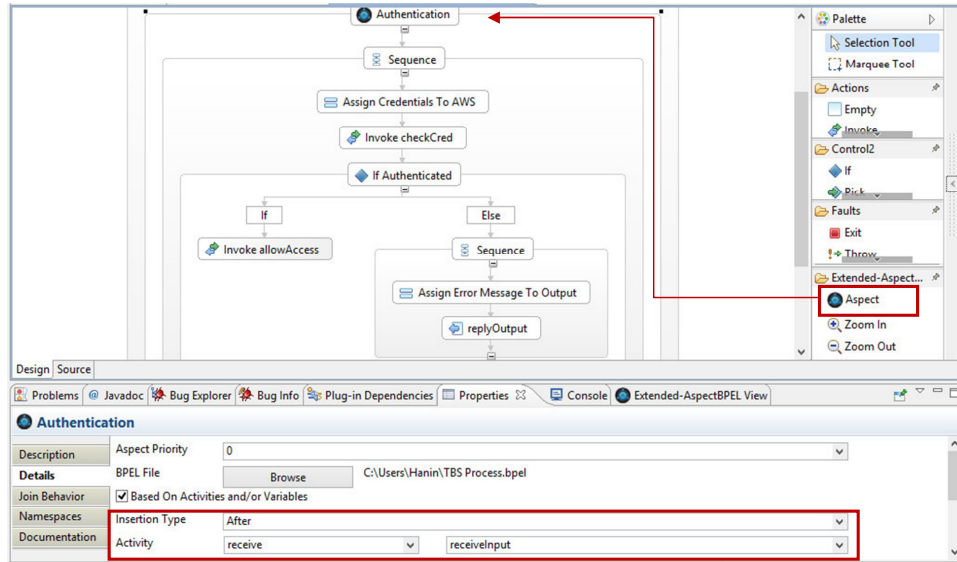 Authentication
Sequence
Assign Credentials To AWS
Invoke checkCred
If Authenticated
If
Else
Invoke allowAccess
Sequence
Assign Error Message To Output
replyOutput
Palette
Selection Tool
Marquee Tool
Actions
Empty
Invoke
Control2
If
Pick
Faults
Exit
Throw
Extended-Aspect...
Aspect
Zoom In
Zoom Out
Design Source
Problems @ Javadoc Bug Explorer Bug Info Plug-in Dependencies Properties Console Extended-AspectBPEL View
Authentication
Description
Details
Join Behavior
Namespaces
Documentation
Aspect Priority 0
BPEL File Browse C:\Users\Hanin\TBS Process.bpel
Based On Activities and/or Variables
Insertion Type After
Activity receive receiveInput